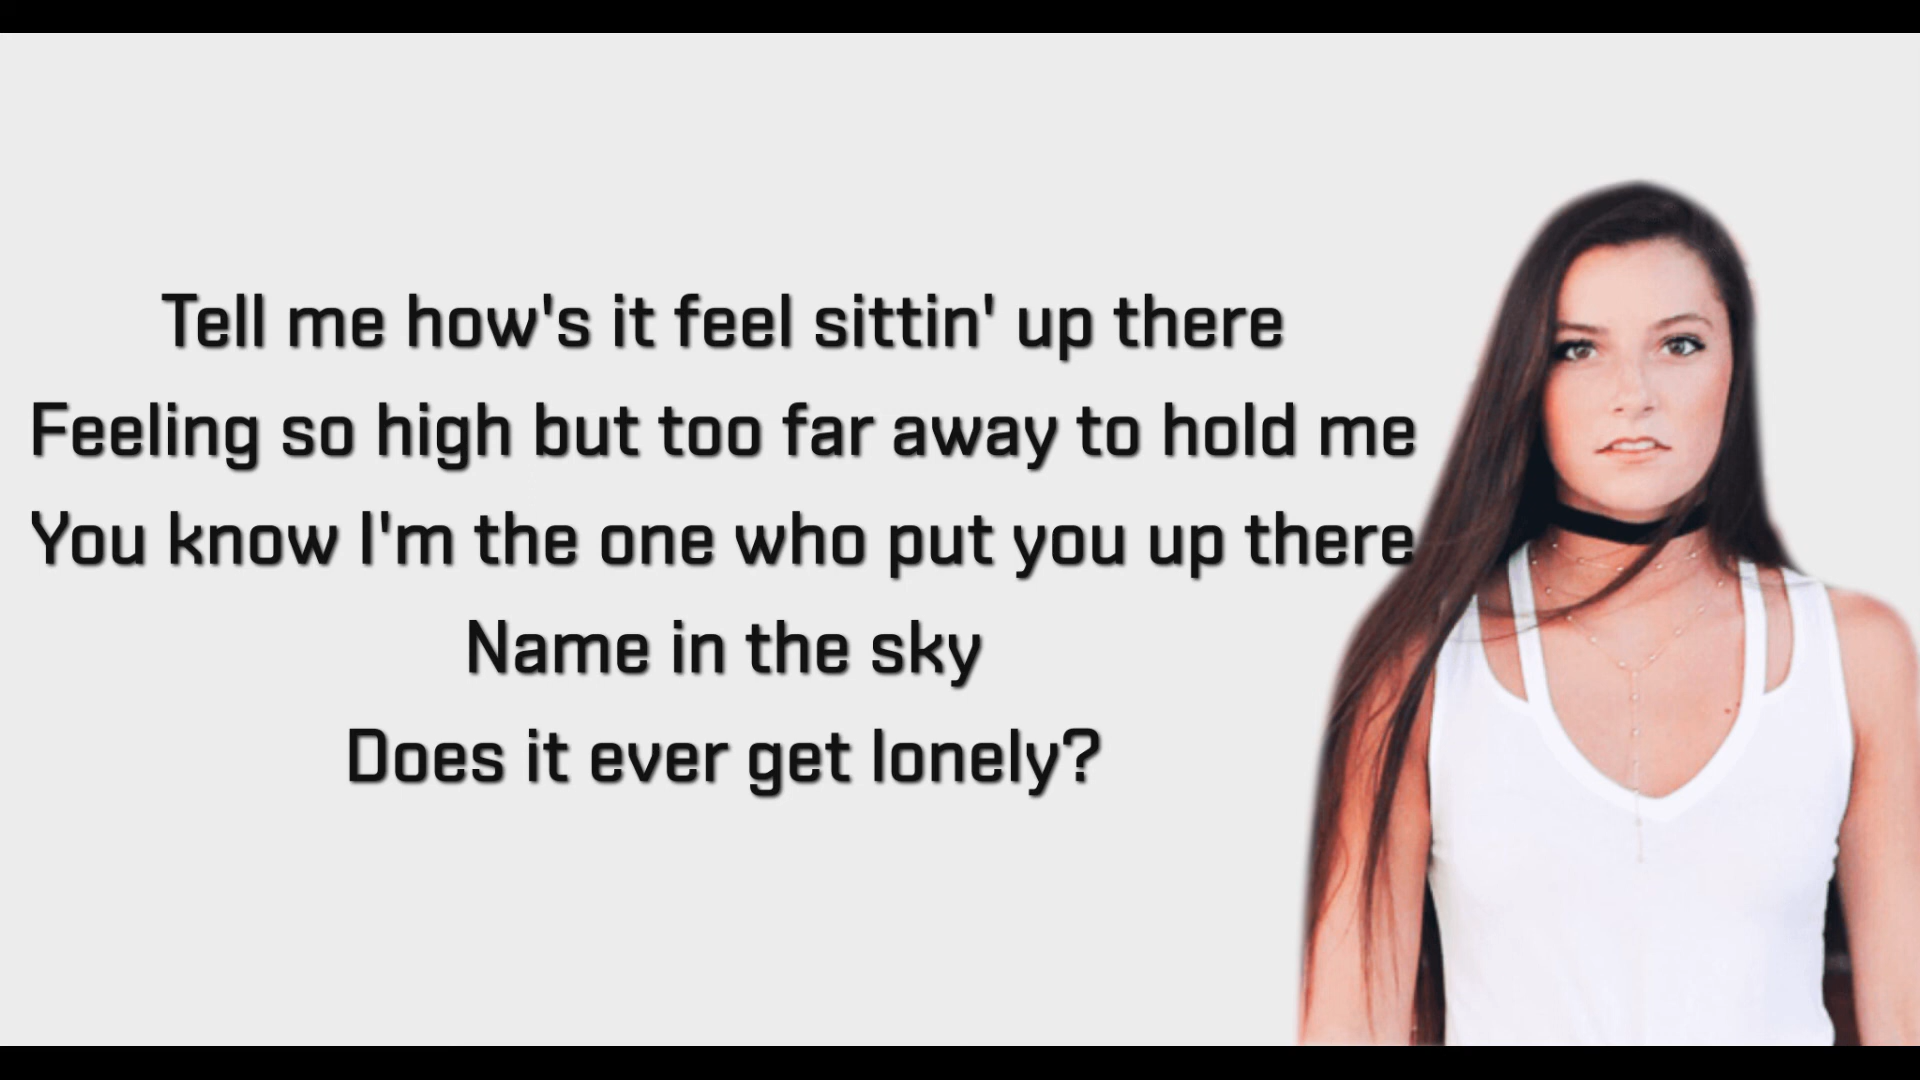 Tell me how's it feel sittin' up there
Feeling so high but too far away to hold me
You know I'm the one who put you up there
Name in the sky
Does it ever get lonely?